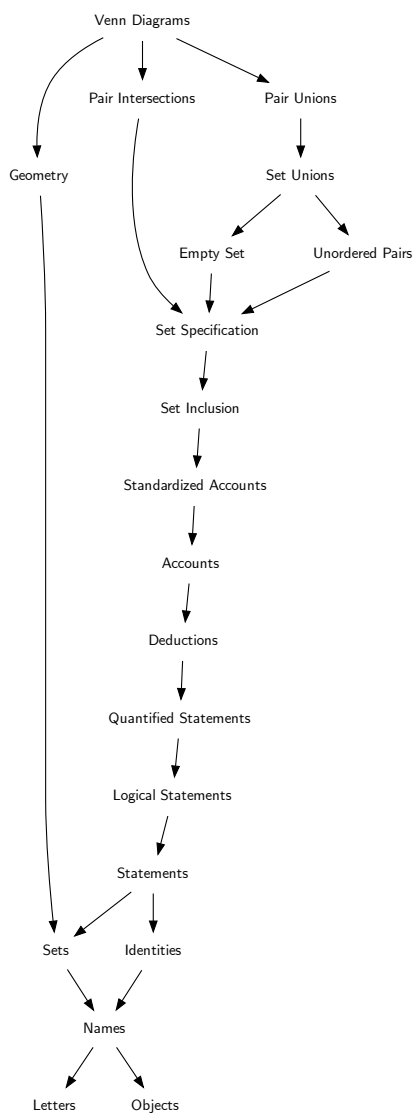 Venn Diagrams
Pair Intersections
Pair Unions
Geometry
Set Unions
Empty Set
Unordered Pairs
Set Specification
Set Inclusion
Standardized Accounts
Accounts
Deductions
Quantified Statements
Logical Statements
Statements
Sets
Identities
Names
Letters
Objects